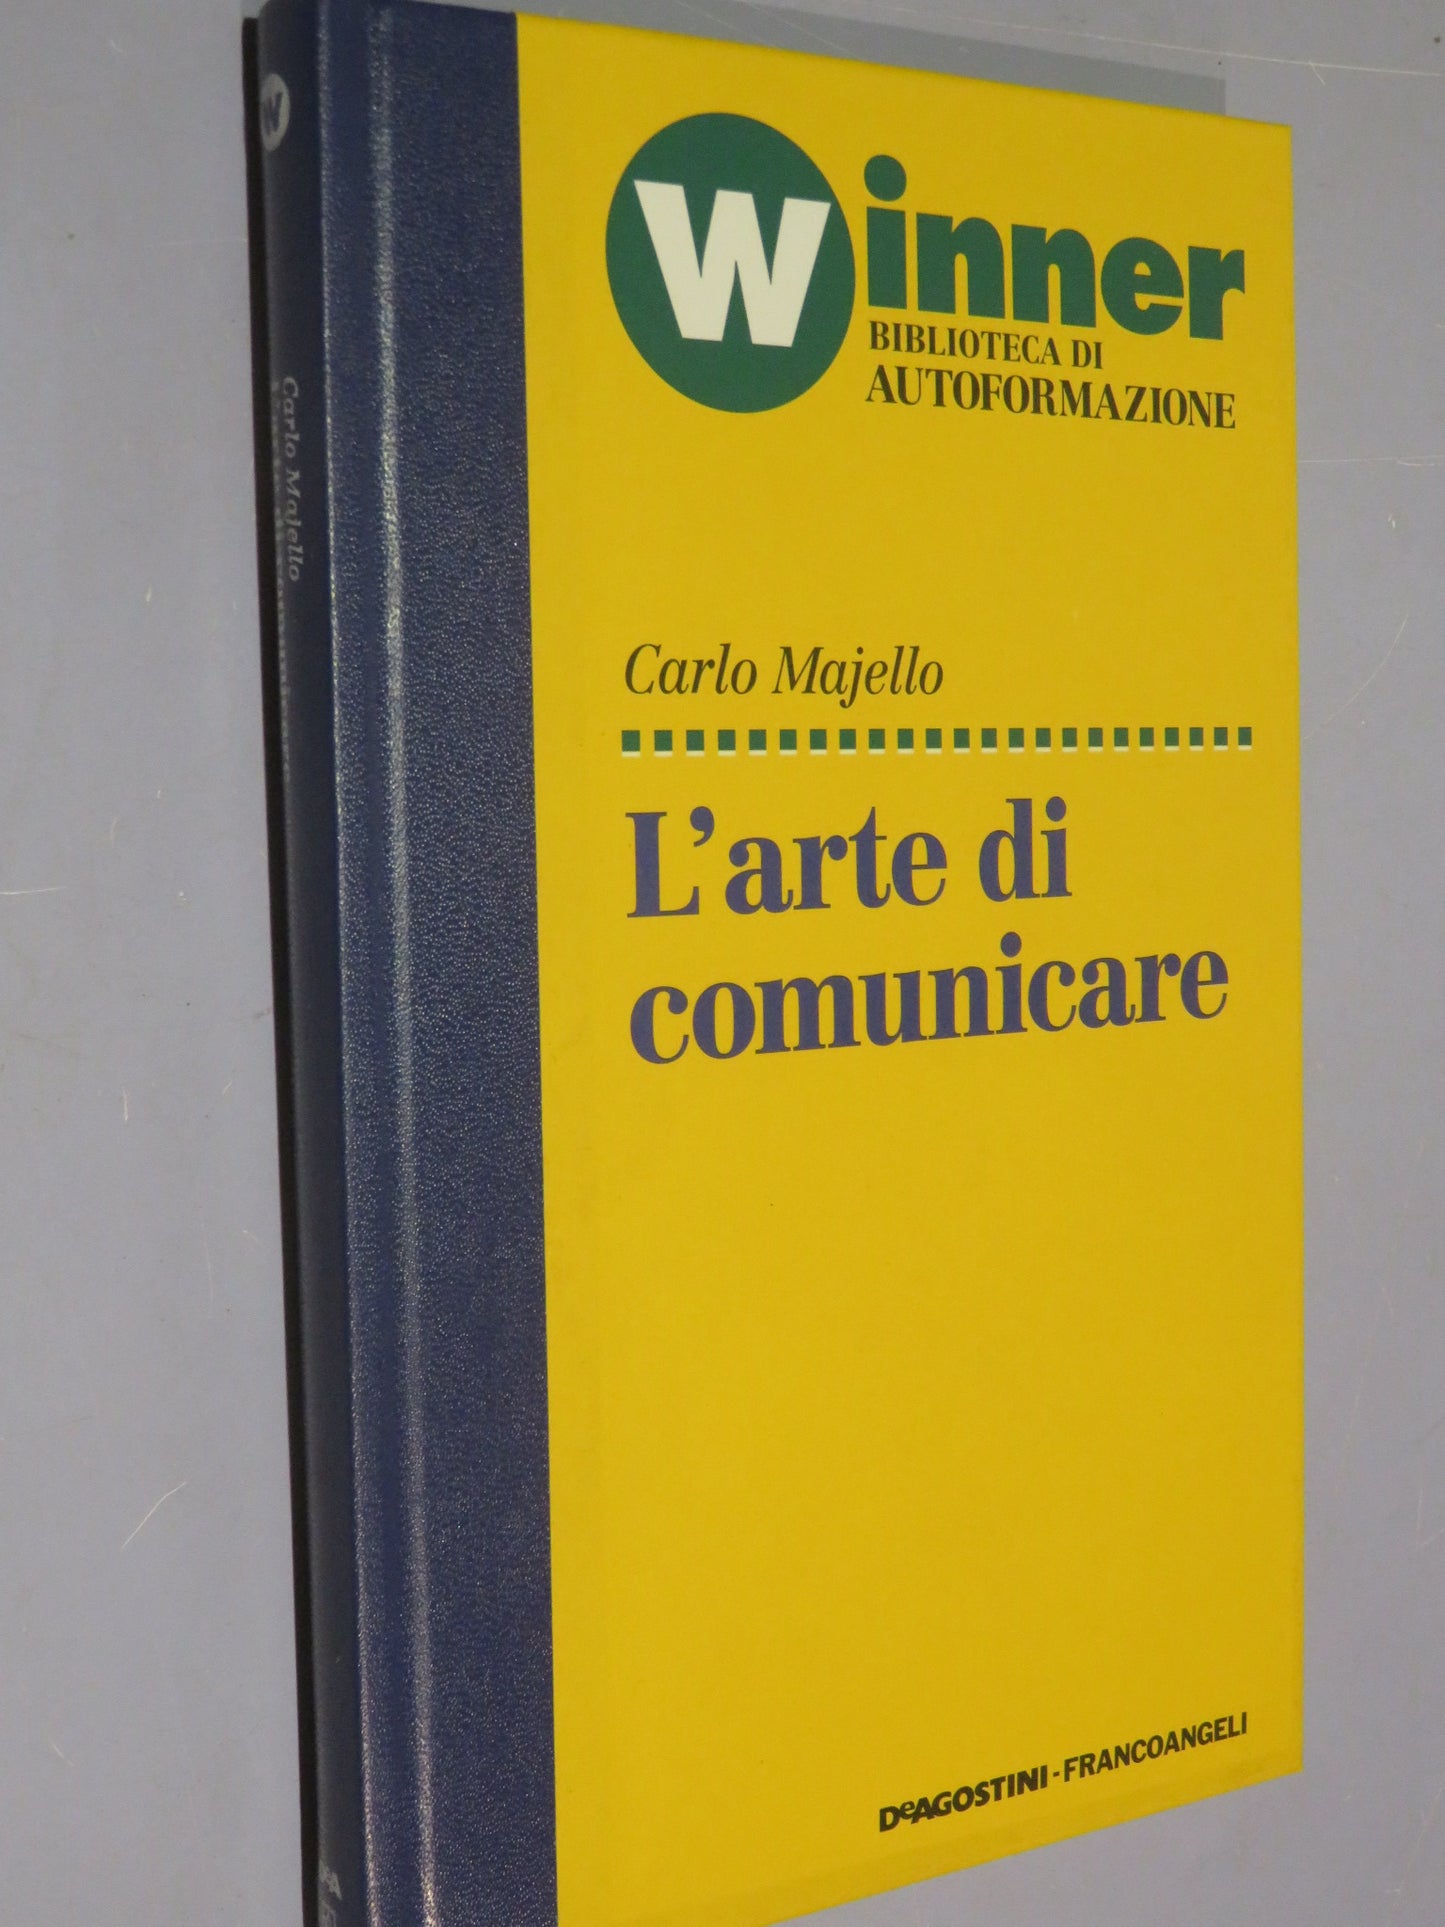 Winner
BIBLIOTECA DI
AUTOFORMAZIONE
Carlo Majello
L'arte di
comunicare
DeAGOSTINI-FRANCOANGELI
W
Carlo Majello